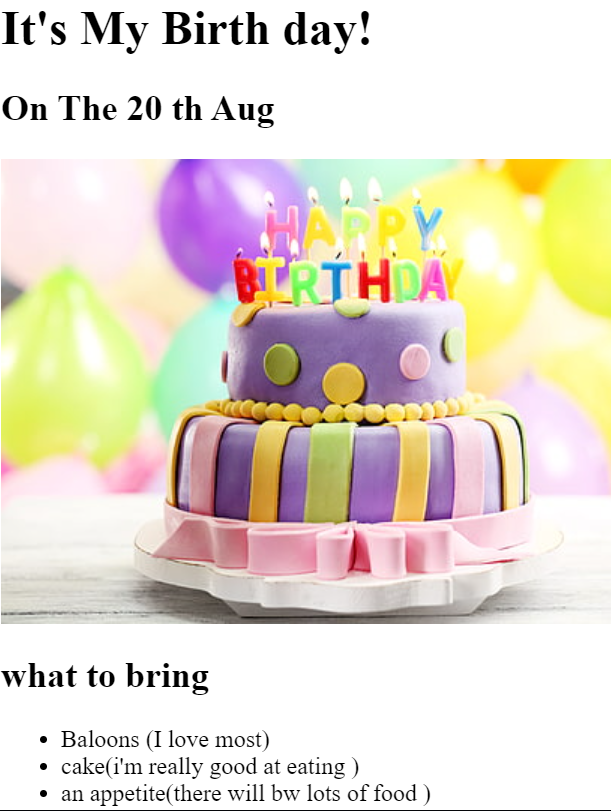 It's My Birth day!
On The 20 th Aug
HAPPY
BIRTHDAY
what to bring
Baloons (I love most)
cake(i'm really good at eating )
an appetite(there will bw lots of food )